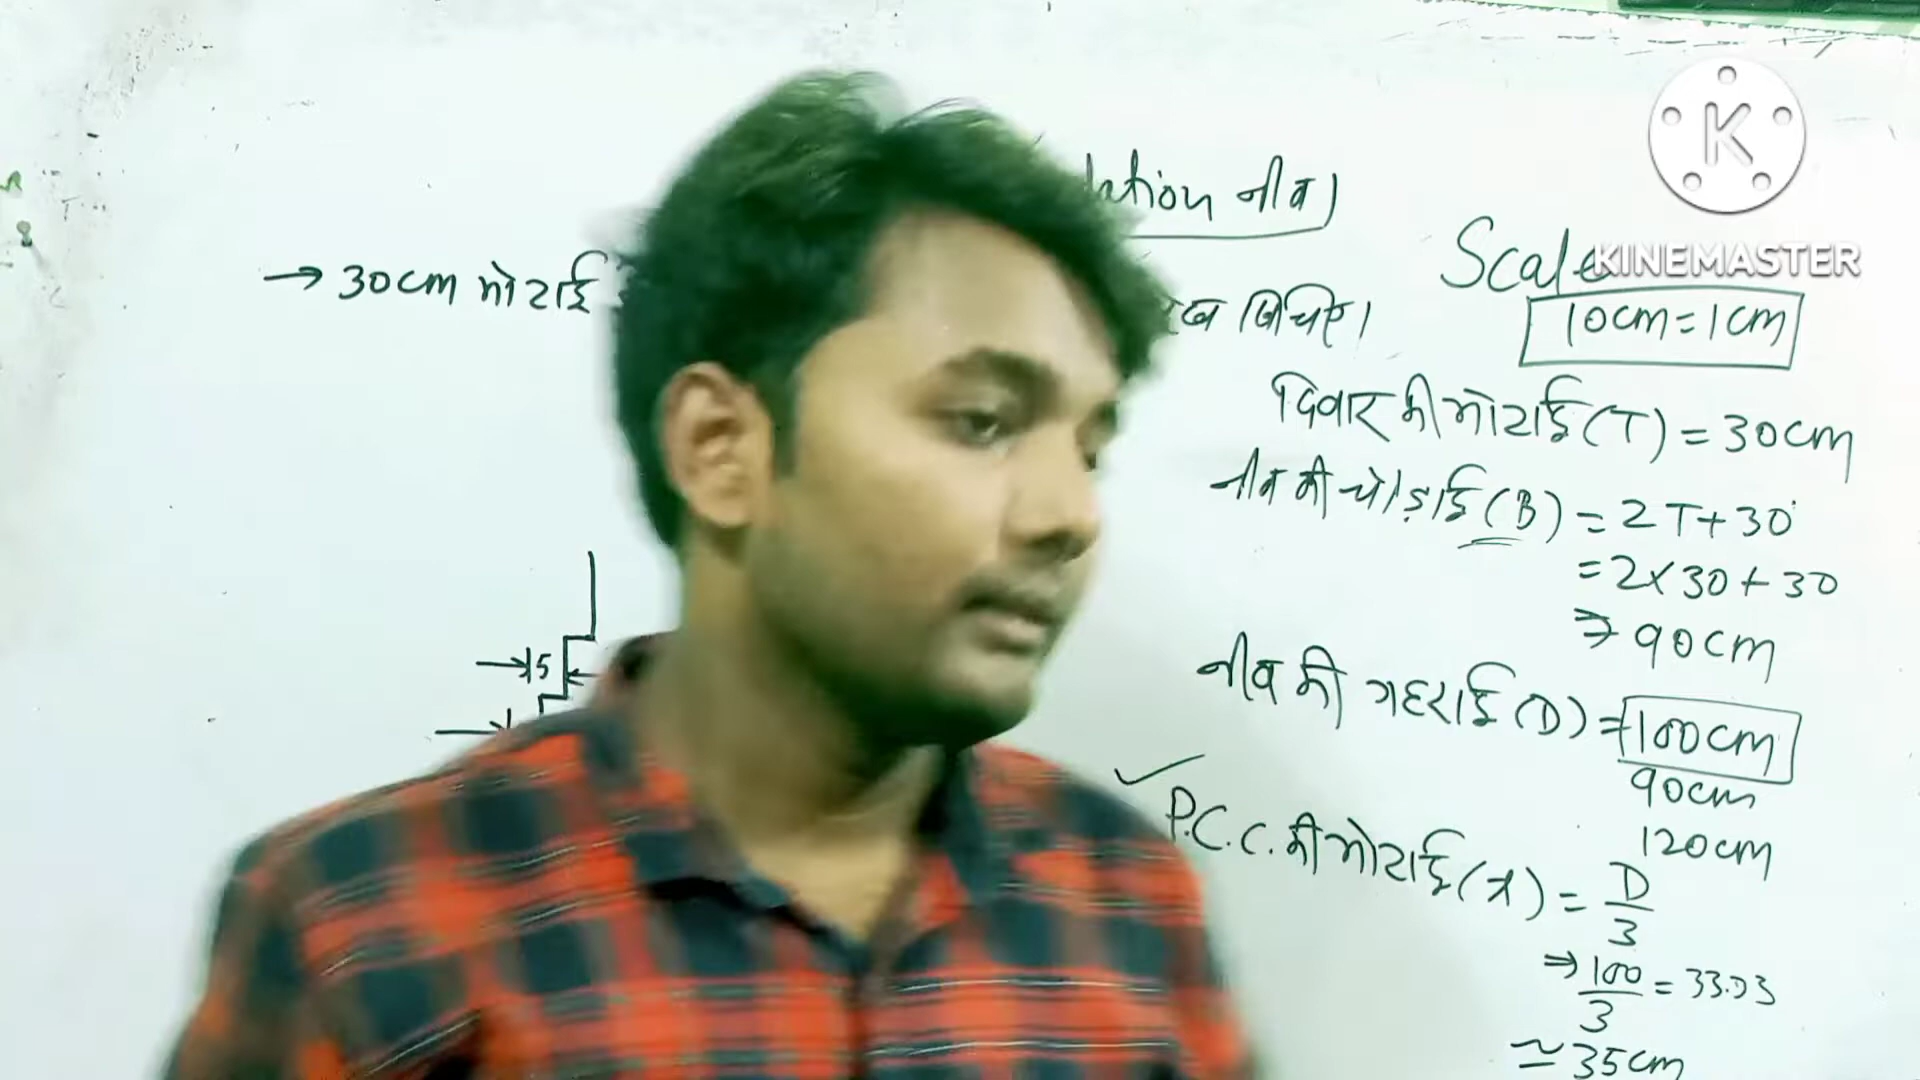 नीव)
→ 30cm मोटाई
खिचिए।
Scale
10cm = 1cm
KINEMASTER
K
दिवार की मोटाई (T) = 30cm
नीव की चौड़ाई (B) = 2T + 30
= 2 × 30 + 30
⇒ 90cm
नीव की गहराई (D) = 100cm
90cm
120cm
✓ P.C.C. की मोटाई (x) = D/3
⇒ 100/3 = 33.33
≃ 35cm
5